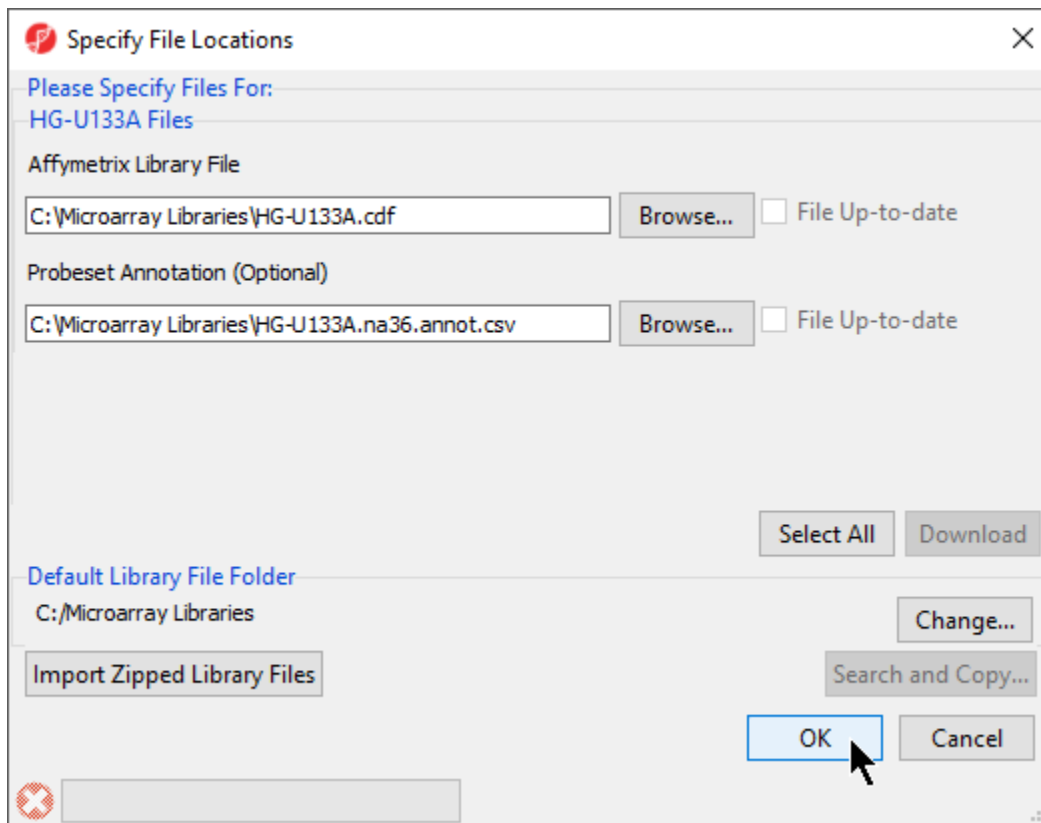 Specify File Locations
Please Specify Files For:
HG-U133A Files
Affymetrix Library File
C:\Microarray Libraries\HG-U133A.cdf
Browse...
File Up-to-date
Probeset Annotation (Optional)
C:\Microarray Libraries\HG-U133A.na36.annot.csv
Browse...
File Up-to-date
Select All
Download
Default Library File Folder
C:/Microarray Libraries
Change...
Import Zipped Library Files
Search and Copy...
OK
Cancel